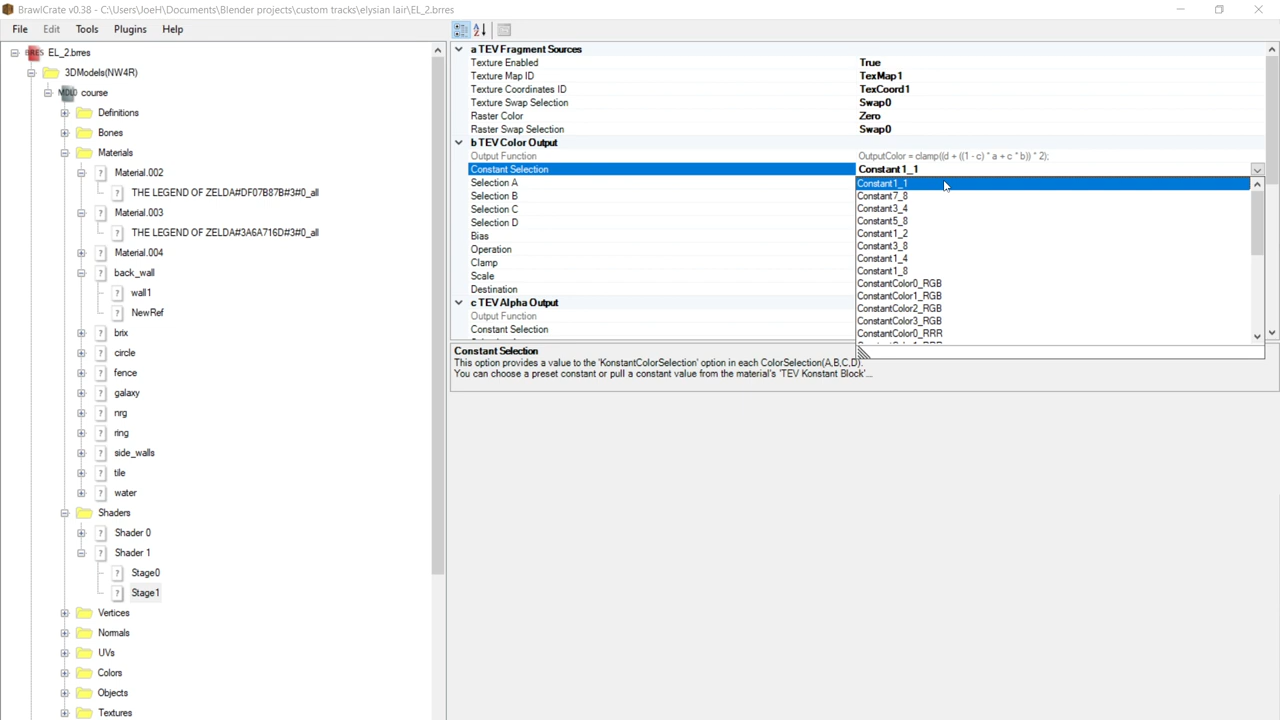 BrawlCrate v0.38 - C:\Users\JoeH\Documents\Blender projects\custom tracks\elysian lair\EL_2.brres
File Edit Tools Plugins Help
EL_2.brres
3DModels(NW4R)
course
Definitions
Bones
Materials
Material.002
THE LEGEND OF ZELDA#DF07B87B#3#0_all
Material.003
THE LEGEND OF ZELDA#3A6A716D#3#0_all
Material.004
back_wall
wall1
NewRef
brix
circle
fence
galaxy
nrg
ring
side_walls
tile
water
Shaders
Shader 0
Shader 1
Stage0
Stage1
Vertices
Normals
UVs
Colors
Objects
Textures
a TEV Fragment Sources
Texture Enabled True
Texture Map ID TexMap1
Texture Coordinates ID TexCoord1
Texture Swap Selection Swap0
Raster Color Zero
Raster Swap Selection Swap0
b TEV Color Output
Output Function OutputColor = clamp((d + ((1 - c) * a + c * b)) * 2);
Constant Selection Constant1_1
Selection A
Selection B
Selection C
Selection D
Bias
Operation
Clamp
Scale
Destination
c TEV Alpha Output
Output Function
Constant Selection
Constant1_1
Constant7_8
Constant3_4
Constant5_8
Constant1_2
Constant3_8
Constant1_4
Constant1_8
ConstantColor0_RGB
ConstantColor1_RGB
ConstantColor2_RGB
ConstantColor3_RGB
ConstantColor0_RRR
Constant Selection
This option provides a value to the 'KonstantColorSelection' option in each ColorSelection(A,B,C,D).
You can choose a preset constant or pull a constant value from the material's 'TEV Konstant Block'...